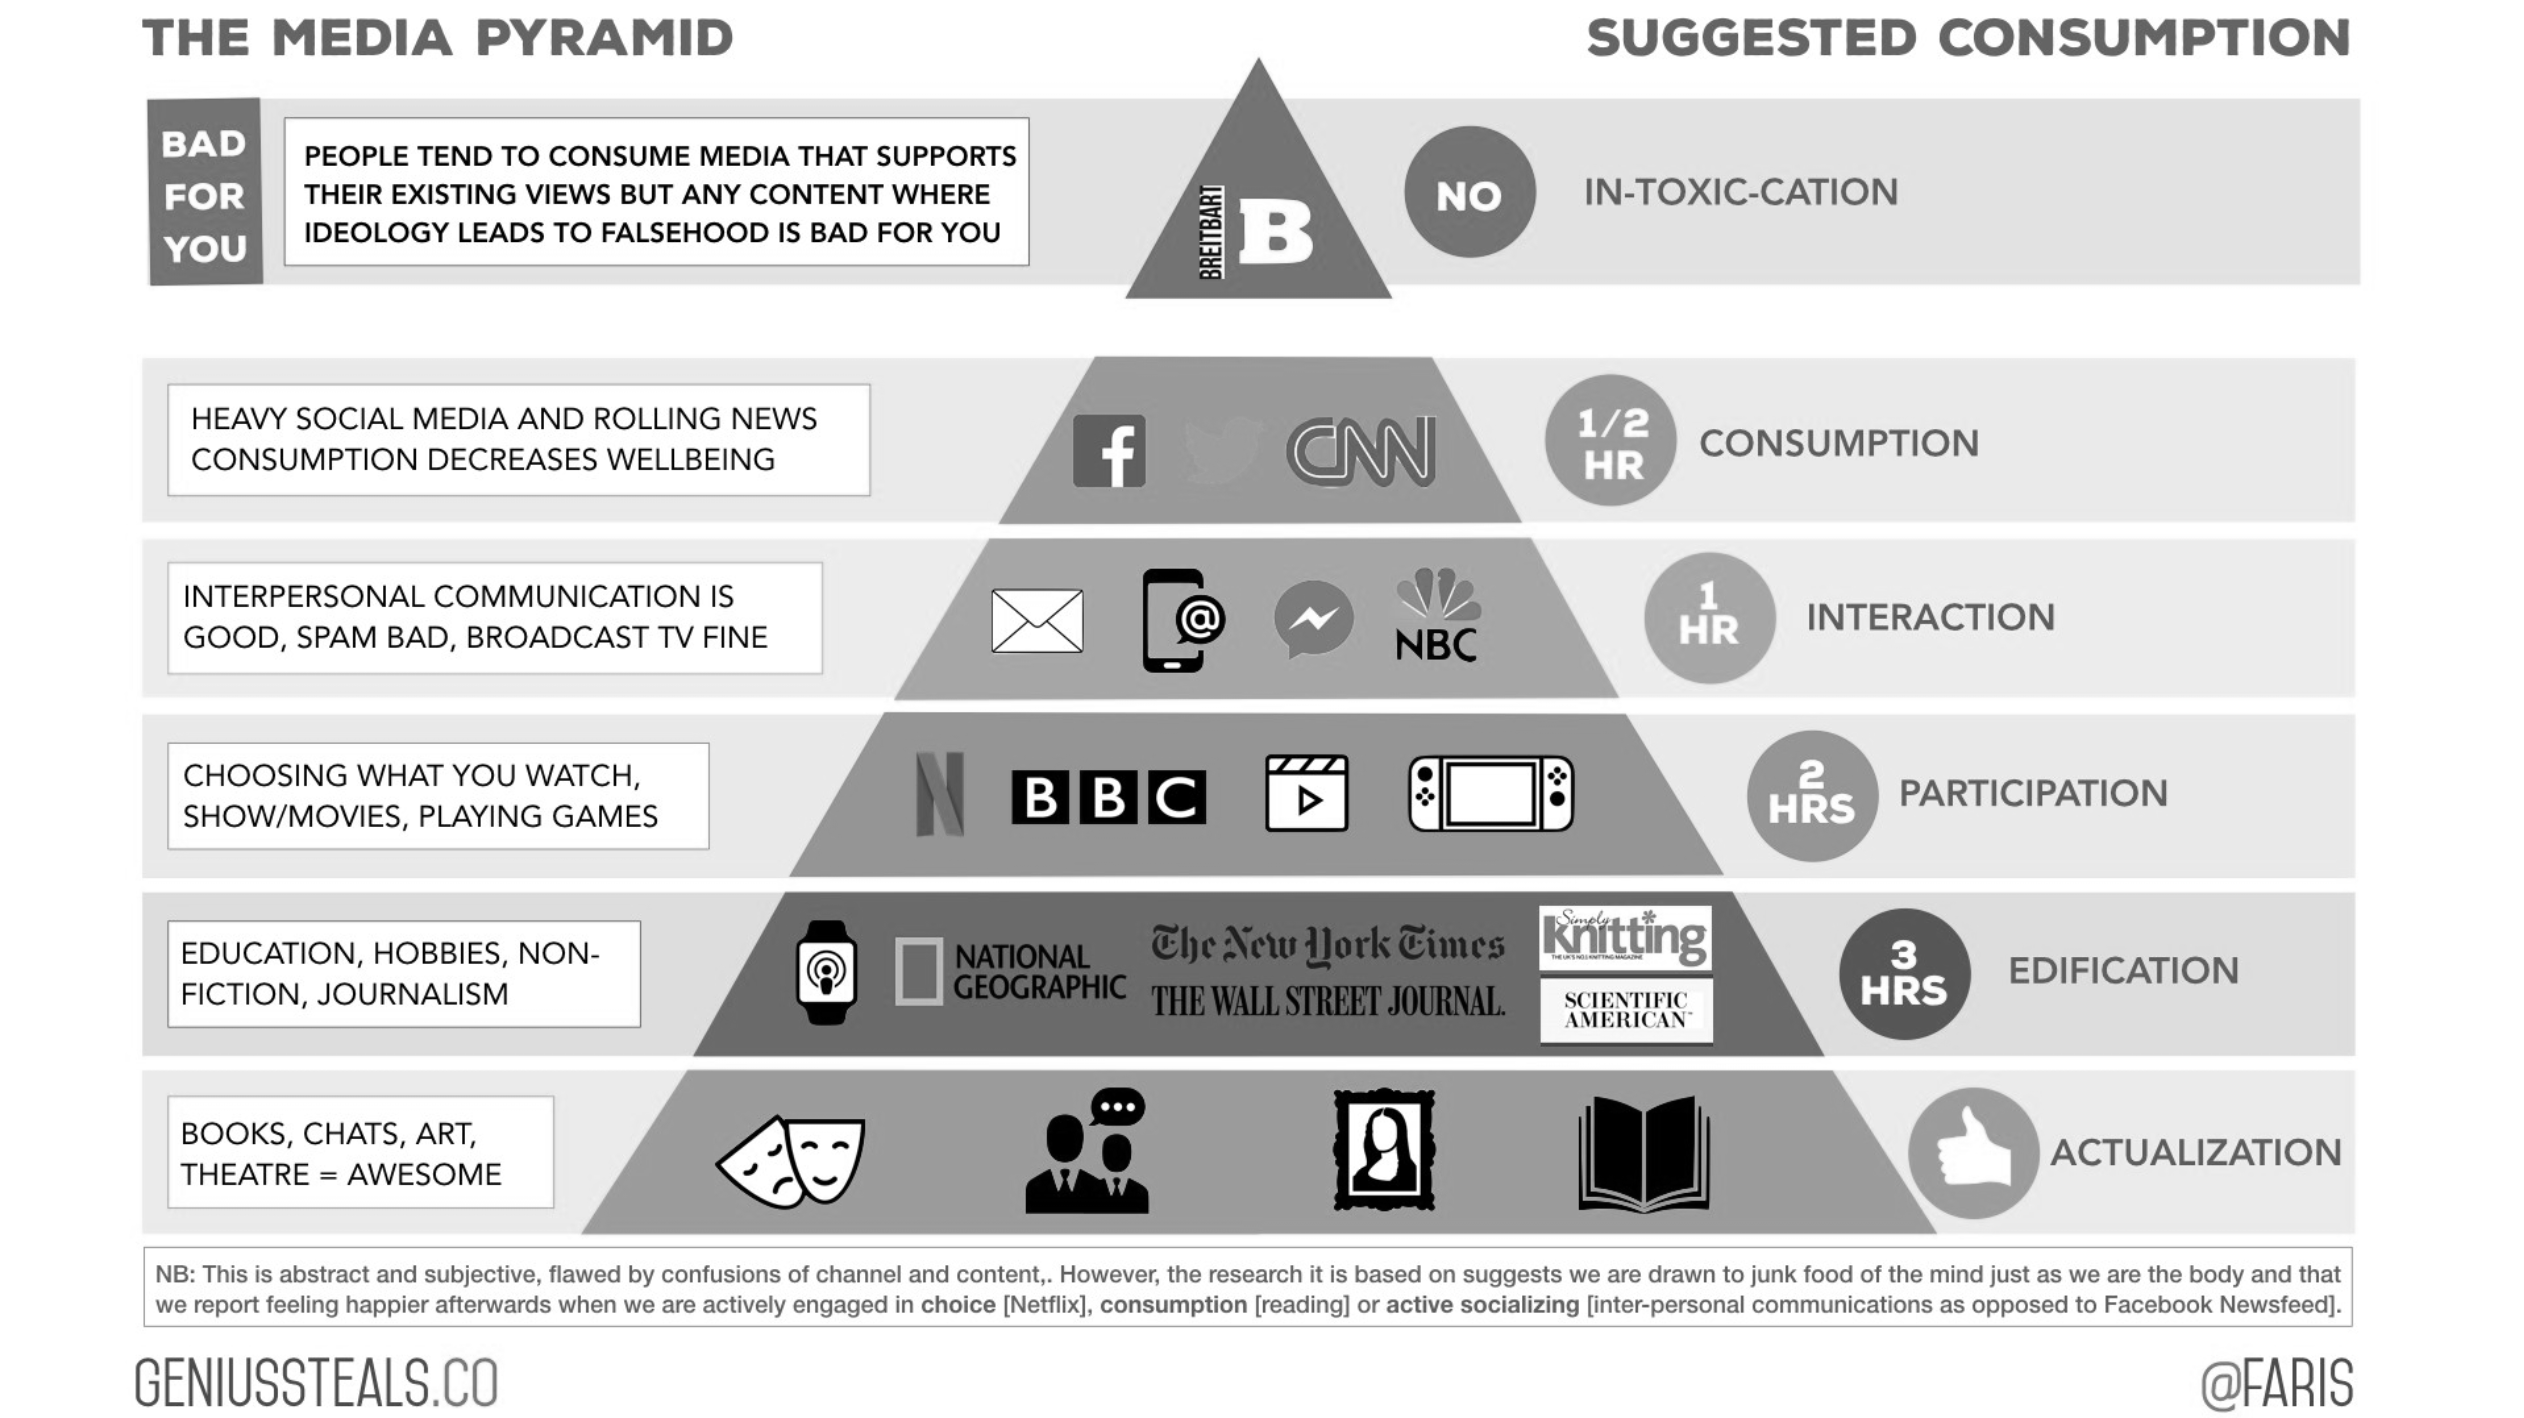 THE MEDIA PYRAMID
SUGGESTED CONSUMPTION
BAD
FOR
YOU
PEOPLE TEND TO CONSUME MEDIA THAT SUPPORTS
THEIR EXISTING VIEWS BUT ANY CONTENT WHERE
IDEOLOGY LEADS TO FALSEHOOD IS BAD FOR YOU
BREITBART
B
NO
IN-TOXIC-CATION
HEAVY SOCIAL MEDIA AND ROLLING NEWS
CONSUMPTION DECREASES WELLBEING
f
CNN
1/2
HR
CONSUMPTION
INTERPERSONAL COMMUNICATION IS
GOOD, SPAM BAD, BROADCAST TV FINE
@
NBC
1
HR
INTERACTION
CHOOSING WHAT YOU WATCH,
SHOW/MOVIES, PLAYING GAMES
N
BBC
2
HRS
PARTICIPATION
EDUCATION, HOBBIES, NON-
FICTION, JOURNALISM
NATIONAL
GEOGRAPHIC
The New York Times
THE WALL STREET JOURNAL.
Simply
Knitting
THE UK'S NO.1 KNITTING MAGAZINE
SCIENTIFIC
AMERICAN™
3
HRS
EDIFICATION
BOOKS, CHATS, ART,
THEATRE = AWESOME
ACTUALIZATION
NB: This is abstract and subjective, flawed by confusions of channel and content,. However, the research it is based on suggests we are drawn to junk food of the mind just as we are the body and that
we report feeling happier afterwards when we are actively engaged in choice [Netflix], consumption [reading] or active socializing [inter-personal communications as opposed to Facebook Newsfeed].
GENIUSSTEALS.CO
@FARIS